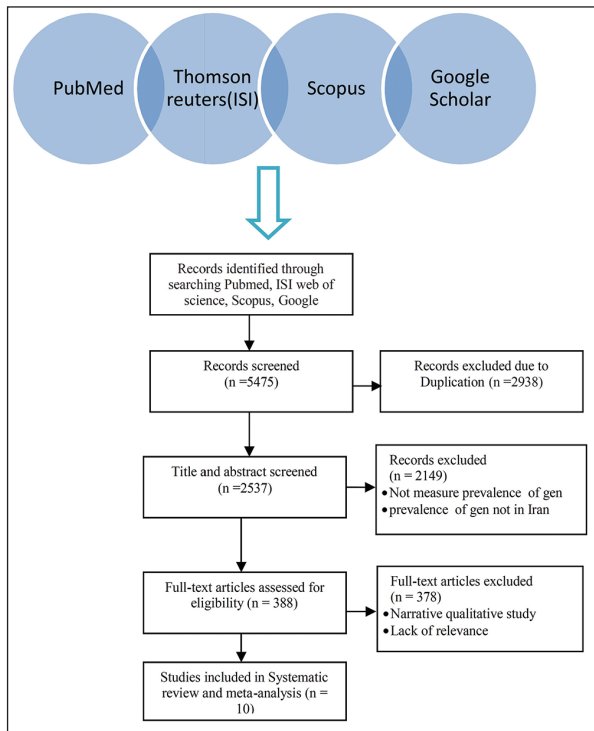 PubMed
Thomson
reuters(ISI)
Scopus
Google
Scholar
Records identified through
searching Pubmed, ISI web of
science, Scopus, Google
Records screened
(n =5475)
Records excluded due to
Duplication (n =2938)
Title and abstract screened
(n =2537)
Records excluded
(n = 2149)
•Not measure prevalence of gen
•prevalence of gen not in Iran
Full-text articles assessed for
eligibility (n = 388)
Full-text articles excluded
(n = 378)
•Narrative qualitative study
•Lack of relevance
Studies included in Systematic
review and meta-analysis (n =
10)